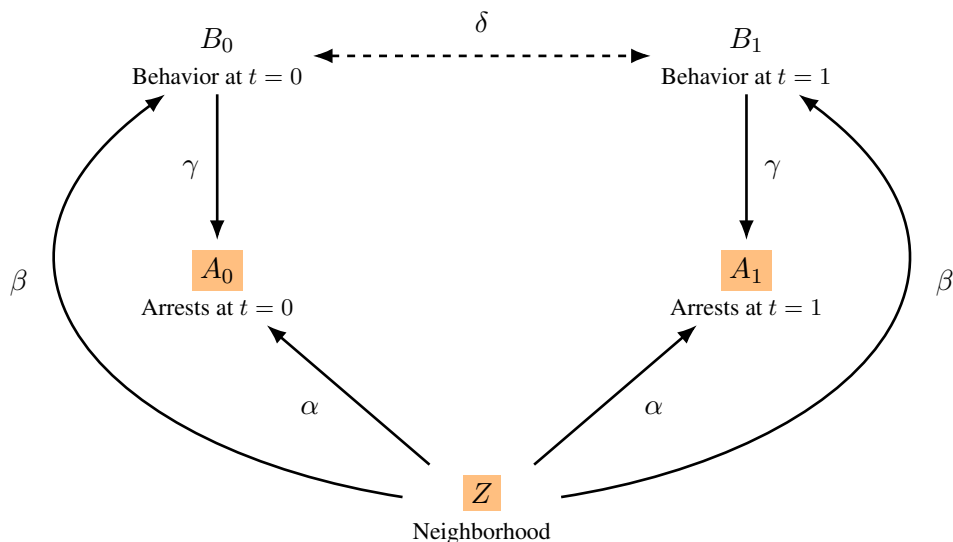 δ
B₀
B₁
Behavior at t = 0
Behavior at t = 1
γ
γ
A₀
A₁
β
β
Arrests at t = 0
Arrests at t = 1
α
α
Z
Neighborhood